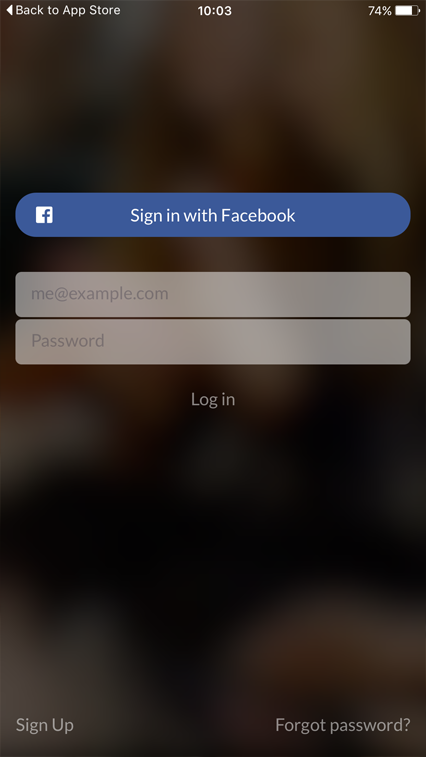 Back to App Store 10:03 74%
Sign in with Facebook
me@example.com
Password
Log in
Sign Up Forgot password?